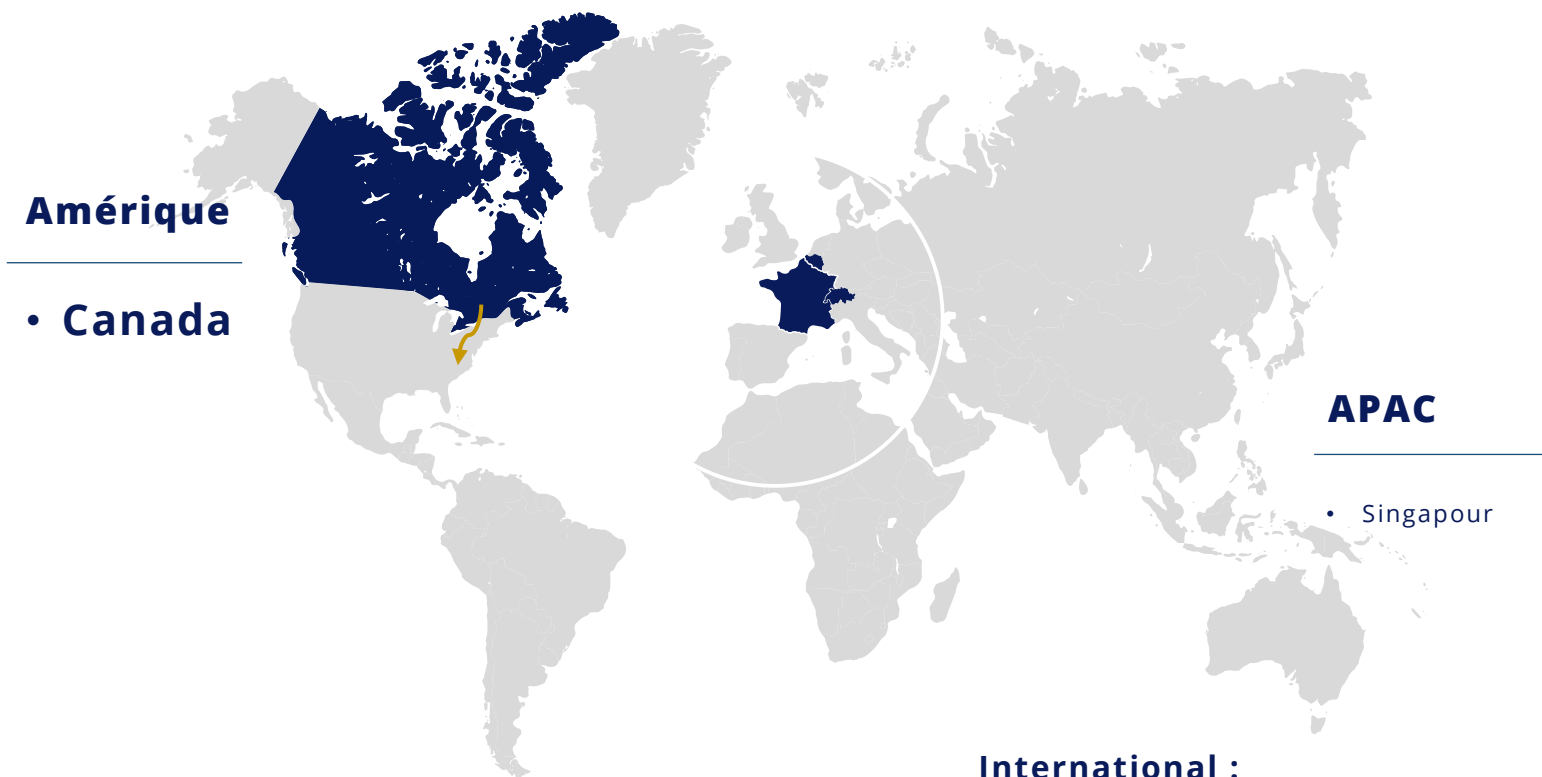 Amérique
• Canada
APAC
• Singapour
International :